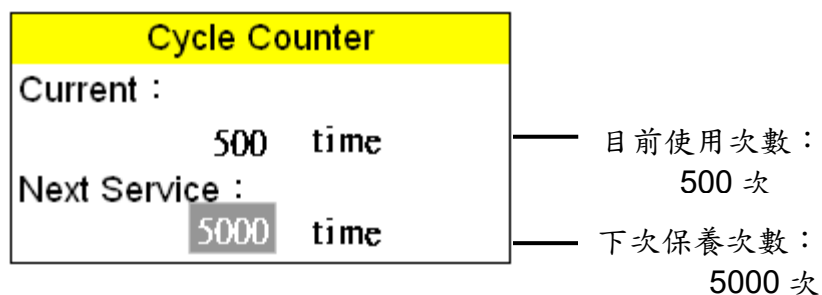 Cycle Counter
Current：
500 time
目前使用次數：
500 次
Next Service：
5000 time
下次保養次數：
5000 次